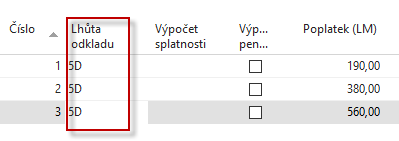 Číslo Lhůta odkladu Výpočet splatnosti Výp... pen... Poplatek (LM)
1 5D 190,00
2 5D 380,00
3 5D 560,00